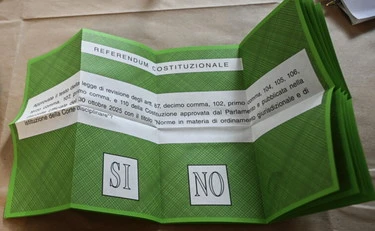 REFERENDUM COSTITUZIONALE
Approvate il testo della legge di revisione degli artt. 87, decimo comma, 102, primo comma, 104, 105, 106,
comma, primo comma, e 110 della Costituzione approvata dal Parlamento e pubblicata nella
30 ottobre 2025 con il titolo "Norme in materia di ordinamento giurisdizionale e di
istituzione della Corte disciplinare"?
SI NO